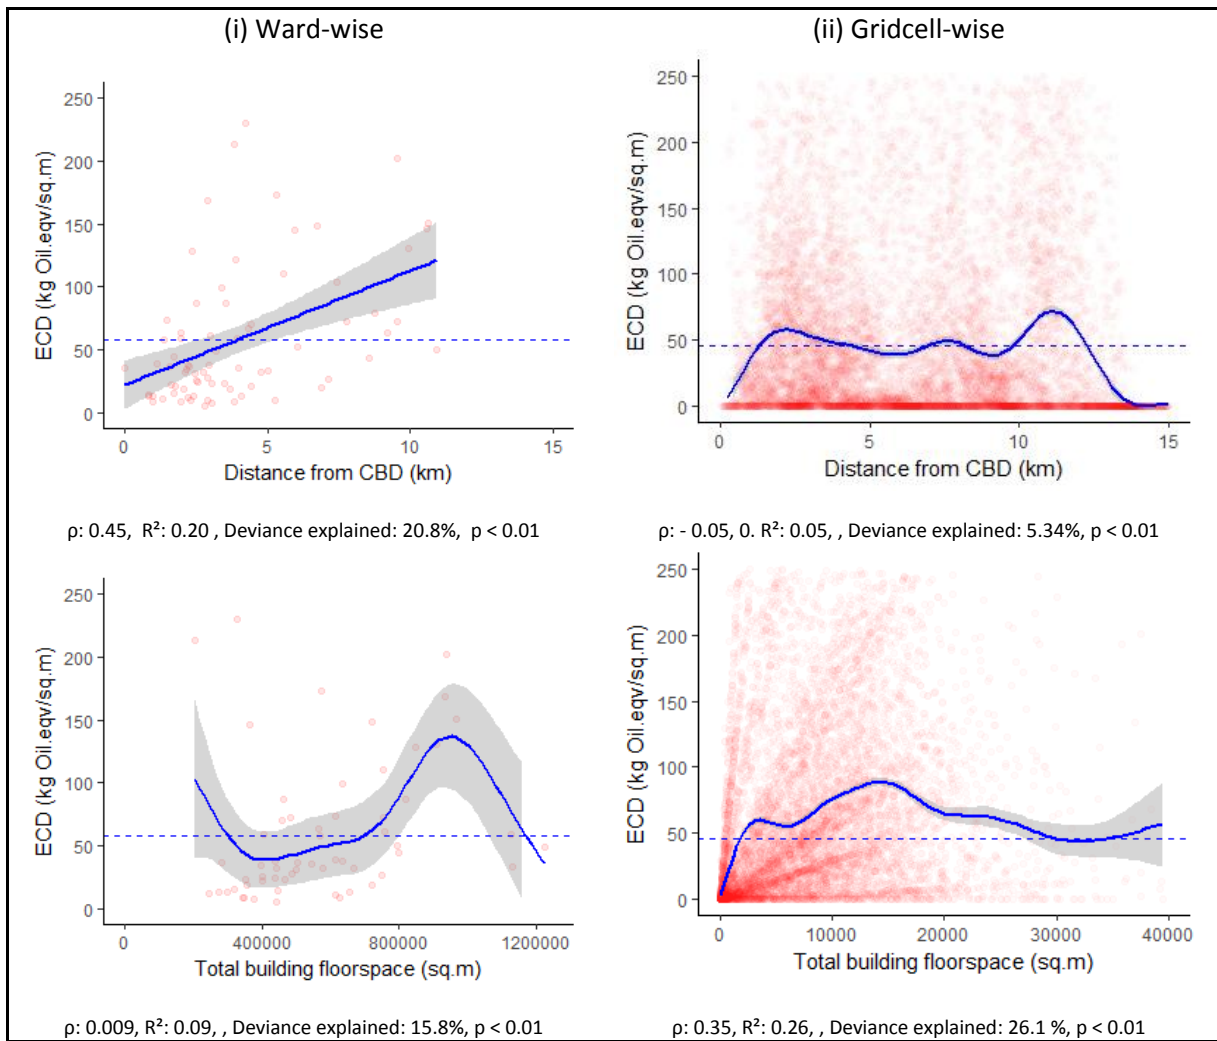 (i) Ward-wise
(ii) Gridcell-wise
250
200
150
100
50
0
ECD (kg Oil.eqv/sq.m)
0 5 10 15
Distance from CBD (km)
ρ: 0.45, R²: 0.20 , Deviance explained: 20.8%, p < 0.01
250
200
150
100
50
0
ECD (kg Oil.eqv/sq.m)
0 5 10 15
Distance from CBD (km)
ρ: - 0.05, 0. R²: 0.05, , Deviance explained: 5.34%, p < 0.01
250
200
150
100
50
0
ECD (kg Oil.eqv/sq.m)
0 400000 800000 1200000
Total building floorspace (sq.m)
ρ: 0.009, R²: 0.09, , Deviance explained: 15.8%, p < 0.01
250
200
150
100
50
0
ECD (kg Oil.eqv/sq.m)
0 10000 20000 30000 40000
Total building floorspace (sq.m)
ρ: 0.35, R²: 0.26, , Deviance explained: 26.1 %, p < 0.01